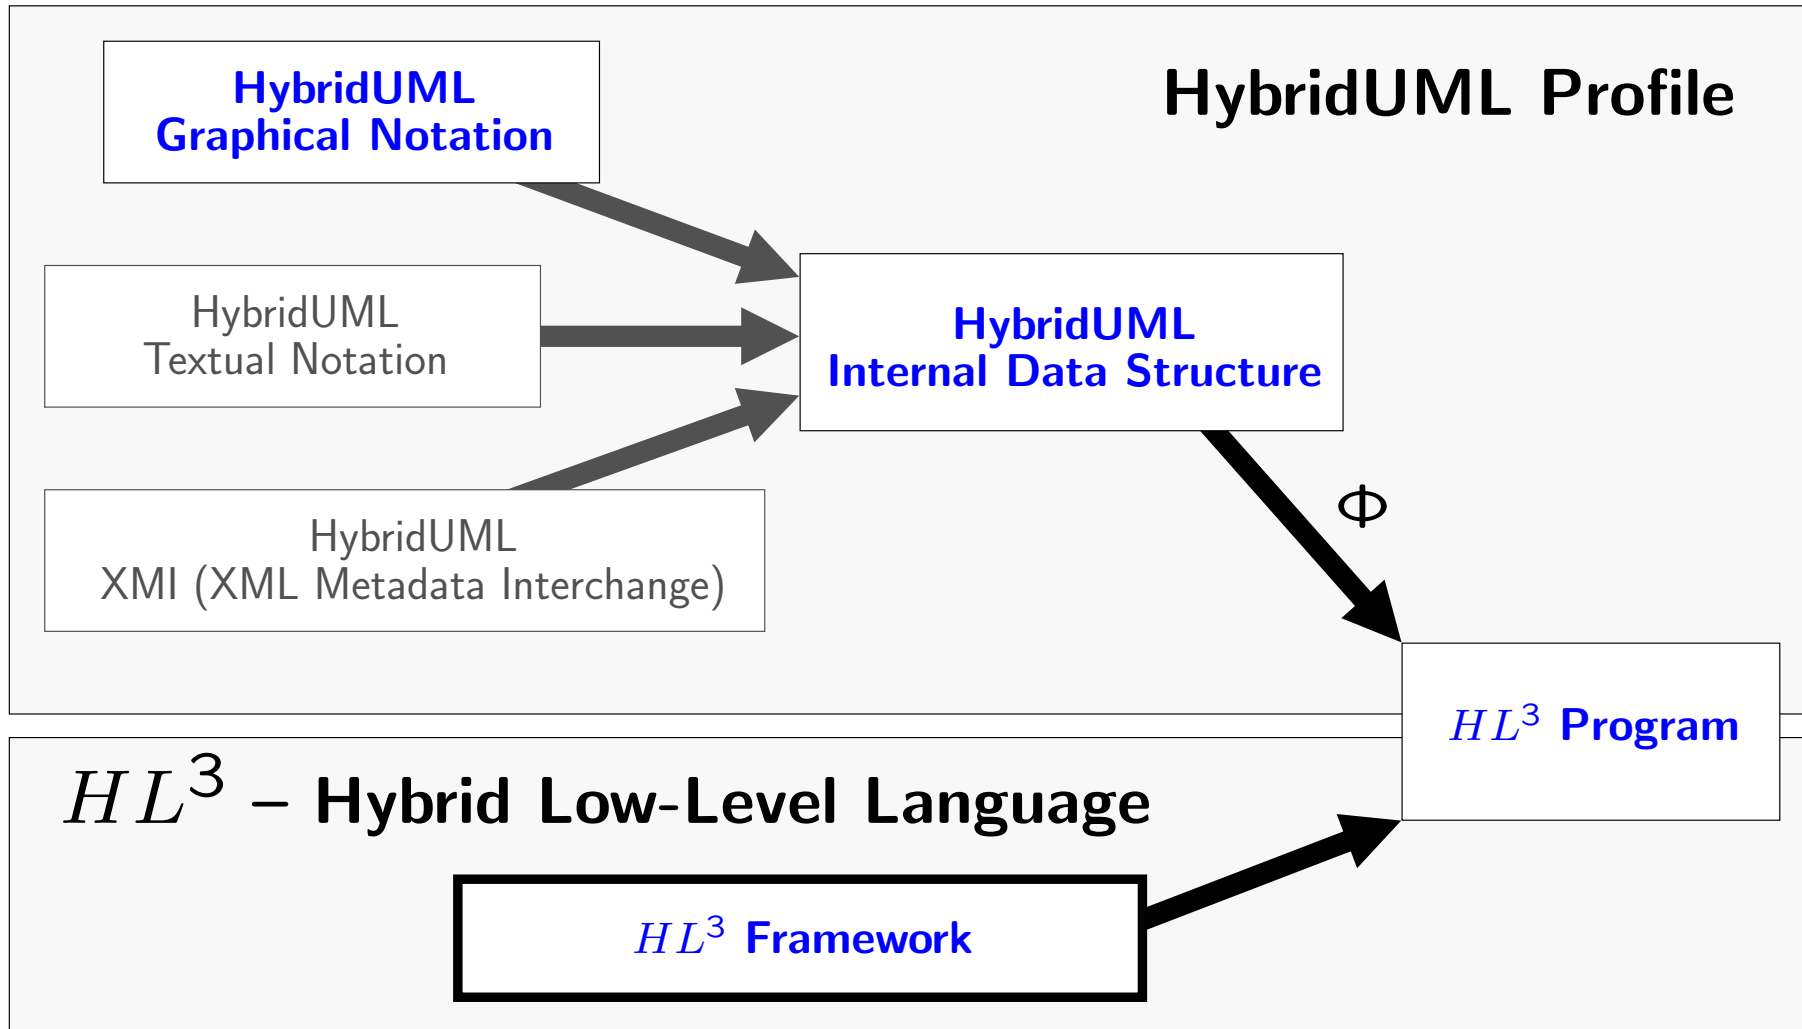 HybridUML Profile
HybridUML
Graphical Notation
HybridUML
Textual Notation
HybridUML
Internal Data Structure
HybridUML
XMI (XML Metadata Interchange)
Φ
HL³ Program
HL³ – Hybrid Low-Level Language
HL³ Framework